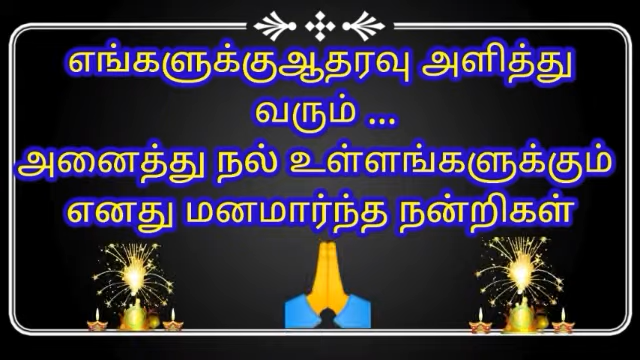 எங்களுக்குஆதரவு அளித்து
வரும் ...
அனைத்து நல் உள்ளங்களுக்கும்
எனது மனமார்ந்த நன்றிகள்